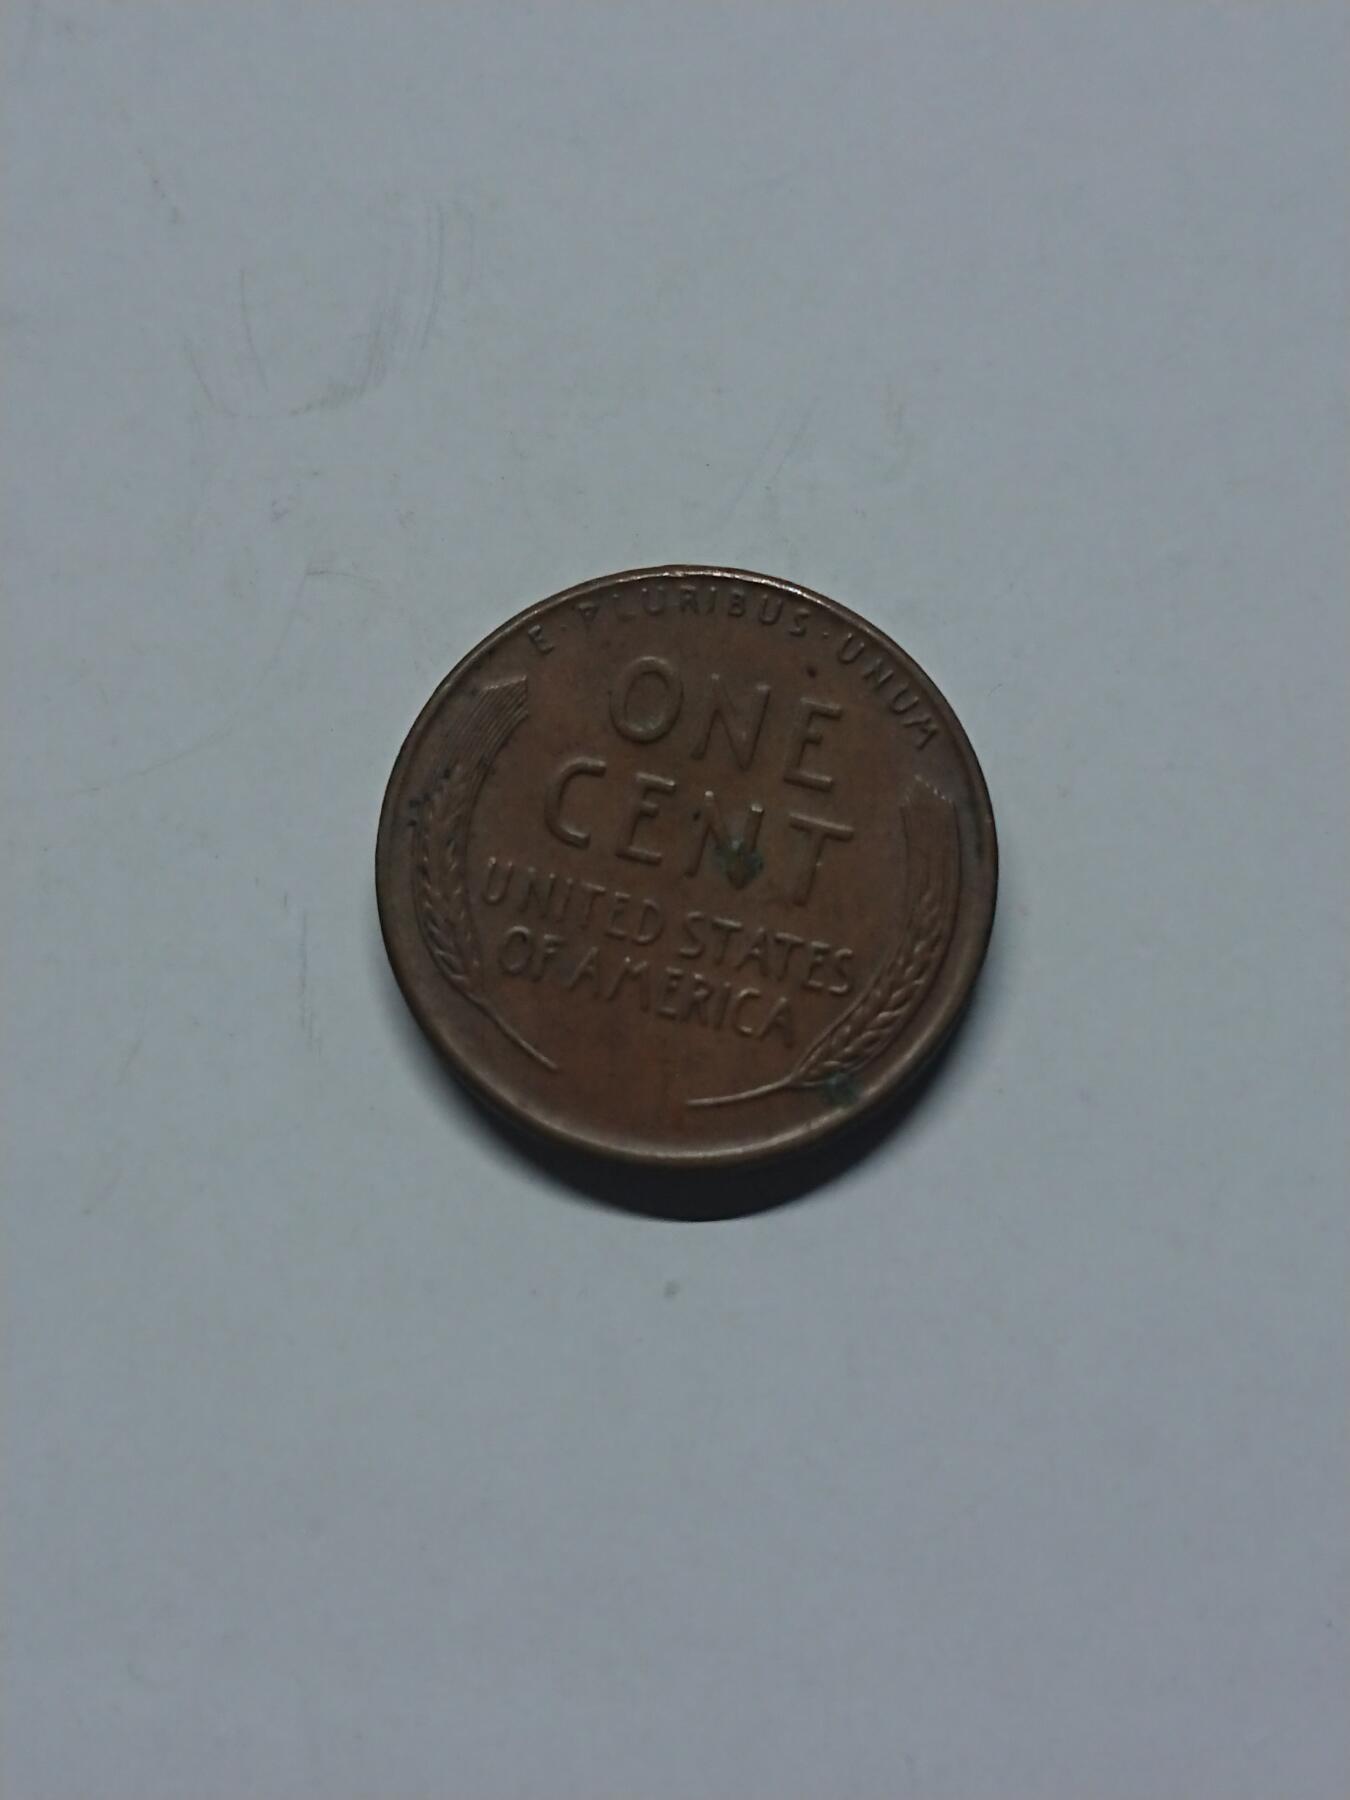 E·PLURIBUS·UNUM
ONE
CENT
UNITED STATES
OF AMERICA